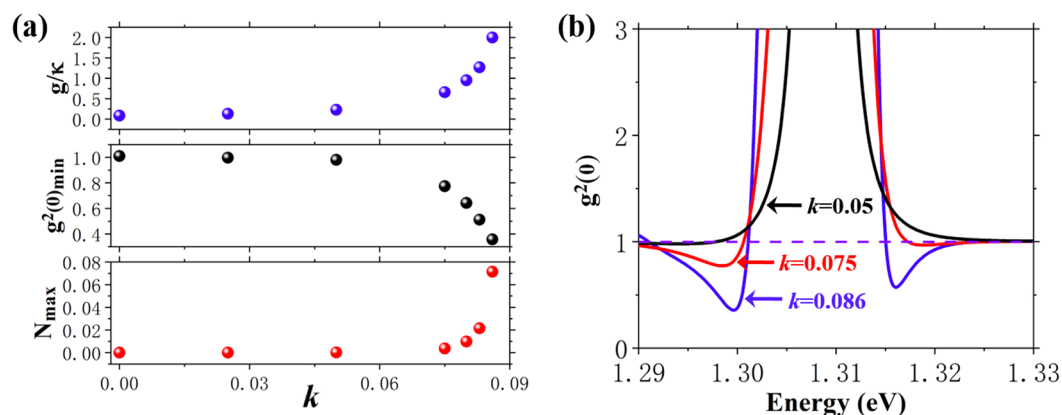 (a)
2.0
1.5
1.0
0.5
0.0
g/κ
1.0
0.8
0.6
0.4
g²(0)min
0.08
0.06
0.04
0.02
0.00
Nmax
0.00 0.03 0.06 0.09
k
(b)
3
2
1
0
g²(0)
k=0.05
k=0.075
k=0.086
1.29 1.30 1.31 1.32 1.33
Energy (eV)